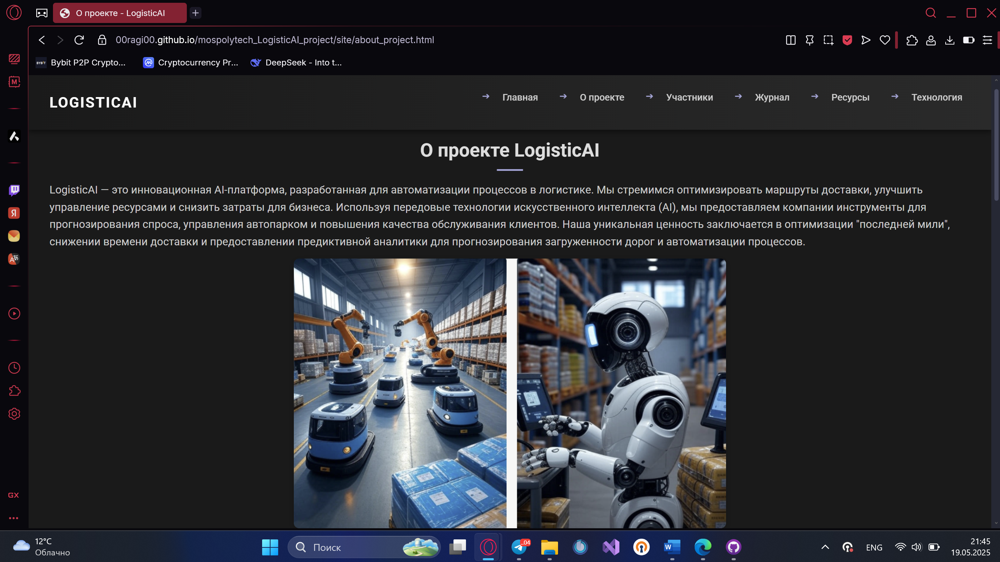 О проекте - LogisticAI
00ragi00.github.io/mospolytech_LogisticAI_project/site/about_project.html
BYBIT Bybit P2P Crypto... Cryptocurrency Pr... DeepSeek - Into t...
M
LOGISTICAI
→ Главная → О проекте → Участники → Журнал → Ресурсы → Технология
О проекте LogisticAI
LogisticAI — это инновационная AI-платформа, разработанная для автоматизации процессов в логистике. Мы стремимся оптимизировать маршруты доставки, улучшить
управление ресурсами и снизить затраты для бизнеса. Используя передовые технологии искусственного интеллекта (AI), мы предоставляем компании инструменты для
прогнозирования спроса, управления автопарком и повышения качества обслуживания клиентов. Наша уникальная ценность заключается в оптимизации "последней мили",
снижении времени доставки и предоставлении предиктивной аналитики для прогнозирования загруженности дорог и автоматизации процессов.
Я
Aあ
GX
12°C
Облачно
Поиск
..04
W
ENG
21:45
19.05.2025